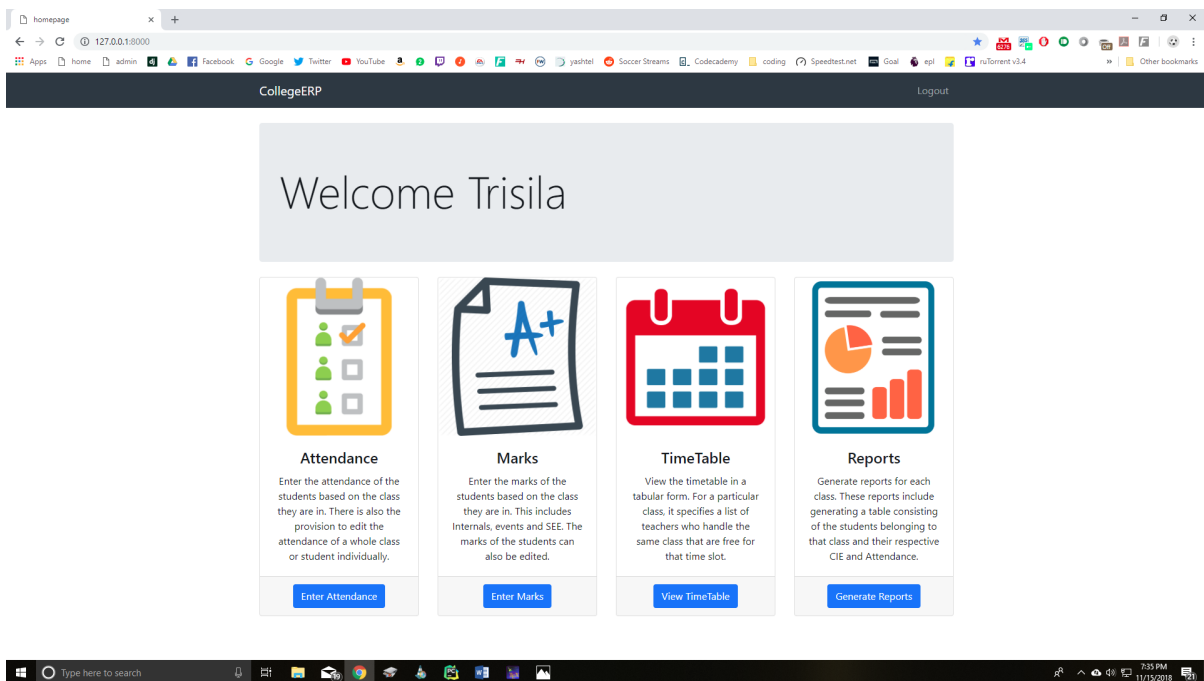 homepage
127.0.0.1:8000
6276
Off
Apps home admin dj Facebook Google Twitter YouTube yashtel Soccer Streams Codecademy coding Speedtest.net Goal epl ruTorrent v3.4 » Other bookmarks
CollegeERP Logout
Welcome Trisila
A+
Attendance
Enter the attendance of the
students based on the class
they are in. There is also the
provision to edit the
attendance of a whole class
or student individually.
Enter Attendance
Marks
Enter the marks of the
students based on the class
they are in. This includes
Internals, events and SEE. The
marks of the students can
also be edited.
Enter Marks
TimeTable
View the timetable in a
tabular form. For a particular
class, it specifies a list of
teachers who handle the
same class that are free for
that time slot.
View TimeTable
Reports
Generate reports for each
class. These reports include
generating a table consisting
of the students belonging to
that class and their respective
CIE and Attendance.
Generate Reports
Type here to search
19
7:35 PM
11/15/2018
21